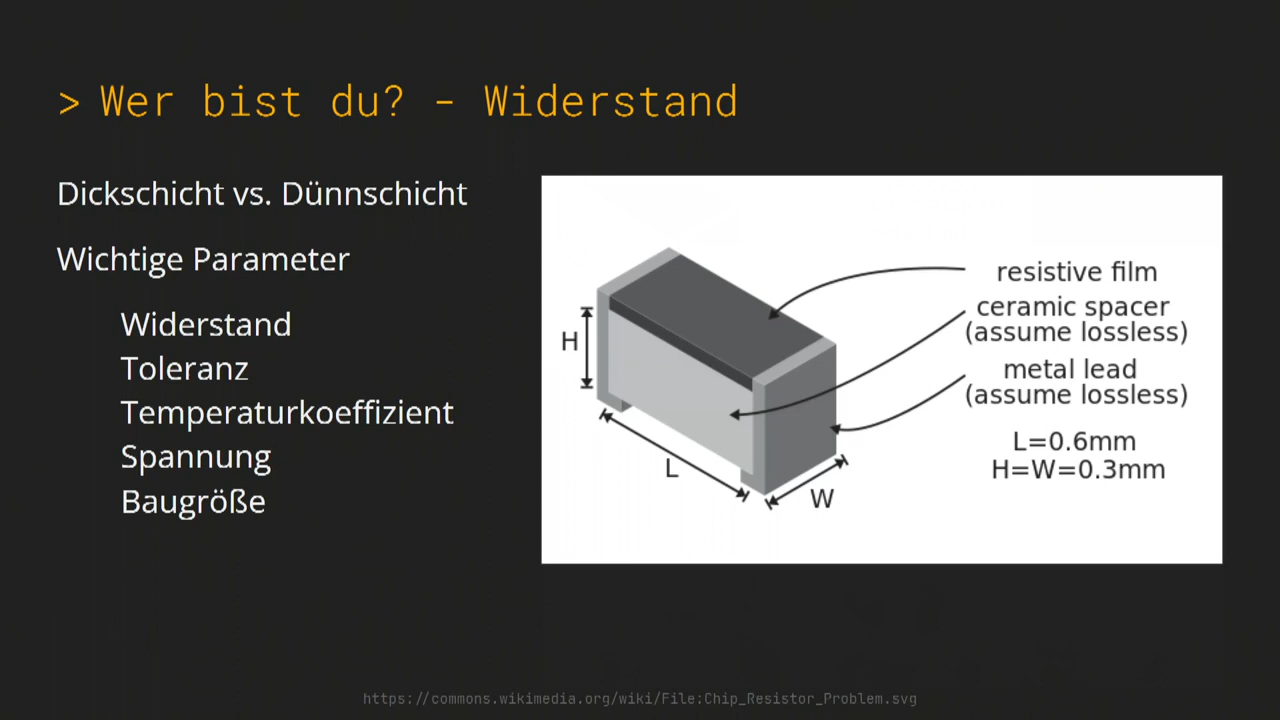 > Wer bist du? - Widerstand
Dickschicht vs. Dünnschicht
Wichtige Parameter
Widerstand
Toleranz
Temperaturkoeffizient
Spannung
Baugröße
resistive film
ceramic spacer
(assume lossless)
metal lead
(assume lossless)
L=0.6mm
H=W=0.3mm
H
L
W
https://commons.wikimedia.org/wiki/File:Chip_Resistor_Problem.svg